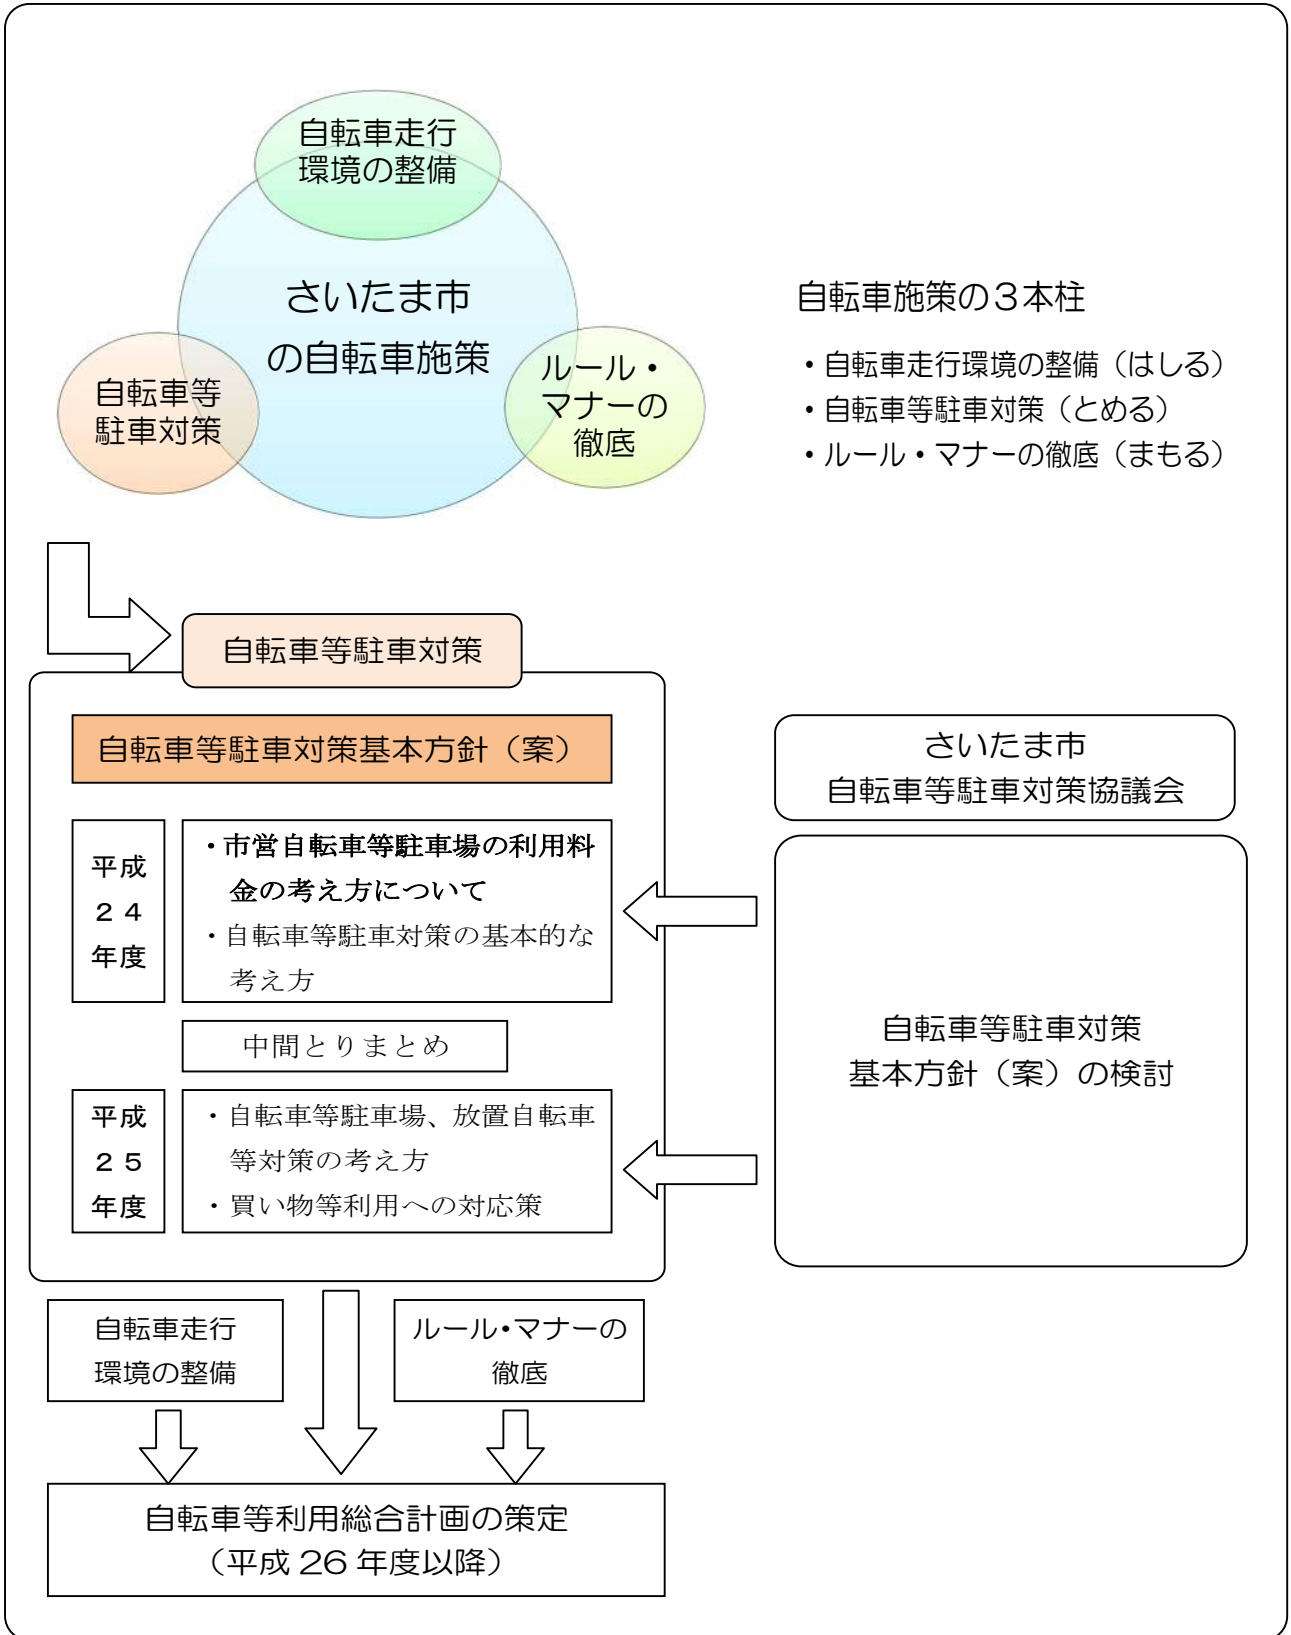 自転車走行
環境の整備
さいたま市
の自転車施策
自転車等
駐車対策
ルール・
マナーの
徹底
自転車施策の３本柱
・自転車走行環境の整備（はしる）
・自転車等駐車対策（とめる）
・ルール・マナーの徹底（まもる）
自転車等駐車対策
自転車等駐車対策基本方針（案）
平成
２４
年度
・市営自転車等駐車場の利用料
金の考え方について
・自転車等駐車対策の基本的な
考え方
中間とりまとめ
平成
２５
年度
・自転車等駐車場、放置自転車
等対策の考え方
・買い物等利用への対応策
さいたま市
自転車等駐車対策協議会
自転車等駐車対策
基本方針（案）の検討
自転車走行
環境の整備
ルール・マナーの
徹底
自転車等利用総合計画の策定
（平成 26 年度以降）